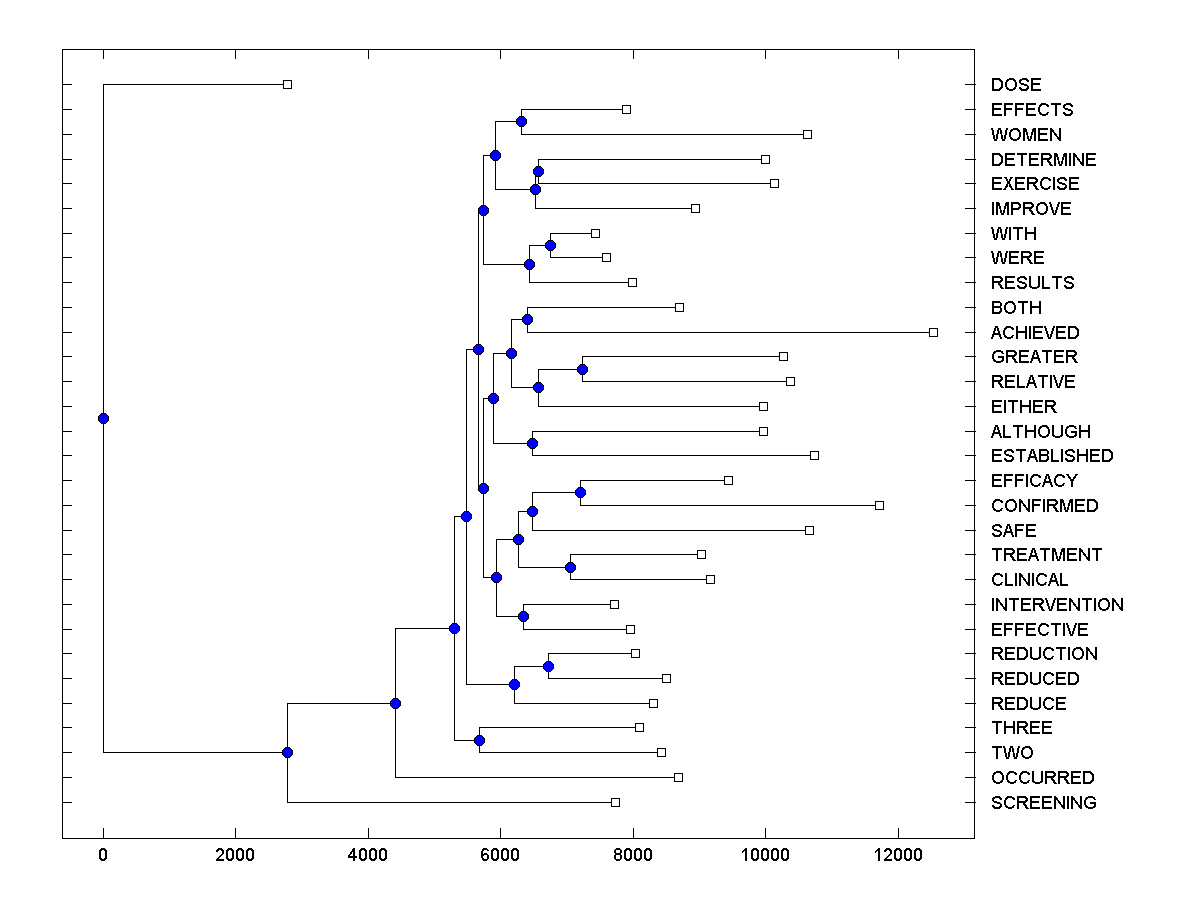 DOSE
EFFECTS
WOMEN
DETERMINE
EXERCISE
IMPROVE
WITH
WERE
RESULTS
BOTH
ACHIEVED
GREATER
RELATIVE
EITHER
ALTHOUGH
ESTABLISHED
EFFICACY
CONFIRMED
SAFE
TREATMENT
CLINICAL
INTERVENTION
EFFECTIVE
REDUCTION
REDUCED
REDUCE
THREE
TWO
OCCURRED
SCREENING
0 2000 4000 6000 8000 10000 12000